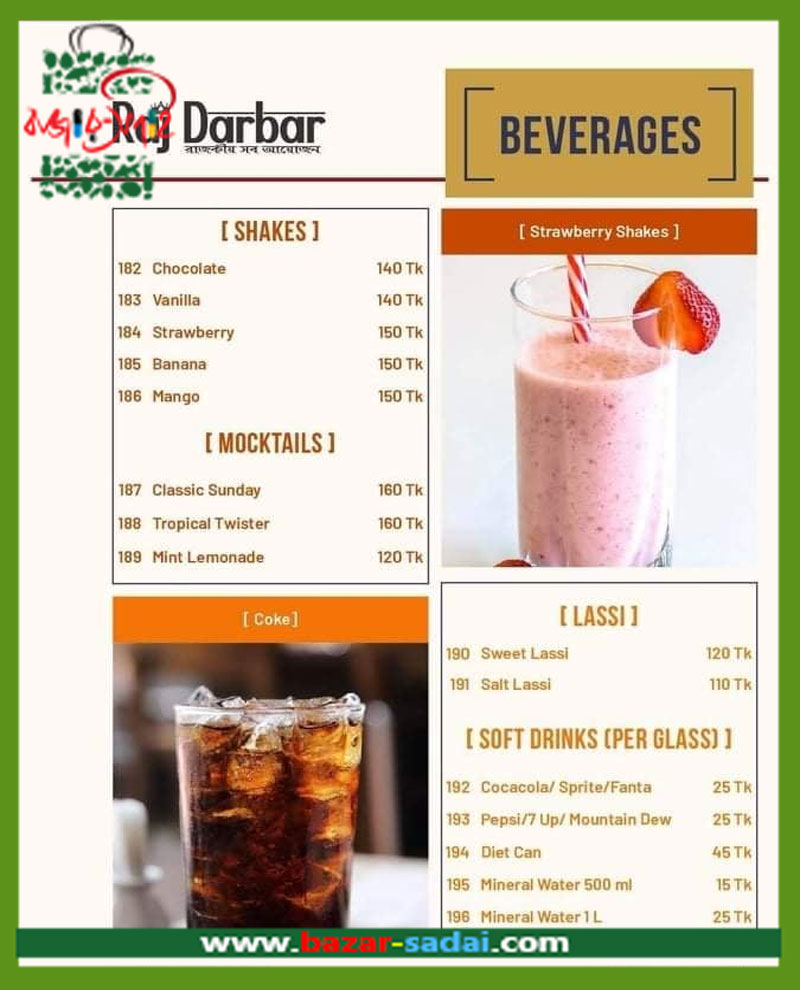 Raj Darbar
রাজকীয় সব আয়োজন
BEVERAGES
[ SHAKES ]
182 Chocolate 140 Tk
183 Vanilla 140 Tk
184 Strawberry 150 Tk
185 Banana 150 Tk
186 Mango 150 Tk
[ MOCKTAILS ]
187 Classic Sunday 160 Tk
188 Tropical Twister 160 Tk
189 Mint Lemonade 120 Tk
[ Coke]
[ Strawberry Shakes ]
[ LASSI ]
190 Sweet Lassi 120 Tk
191 Salt Lassi 110 Tk
[ SOFT DRINKS (PER GLASS) ]
192 Cocacola/ Sprite/Fanta 25 Tk
193 Pepsi/7 Up/ Mountain Dew 25 Tk
194 Diet Can 45 Tk
195 Mineral Water 500 ml 15 Tk
196 Mineral Water 1 L 25 Tk
www.bazar-sadai.com